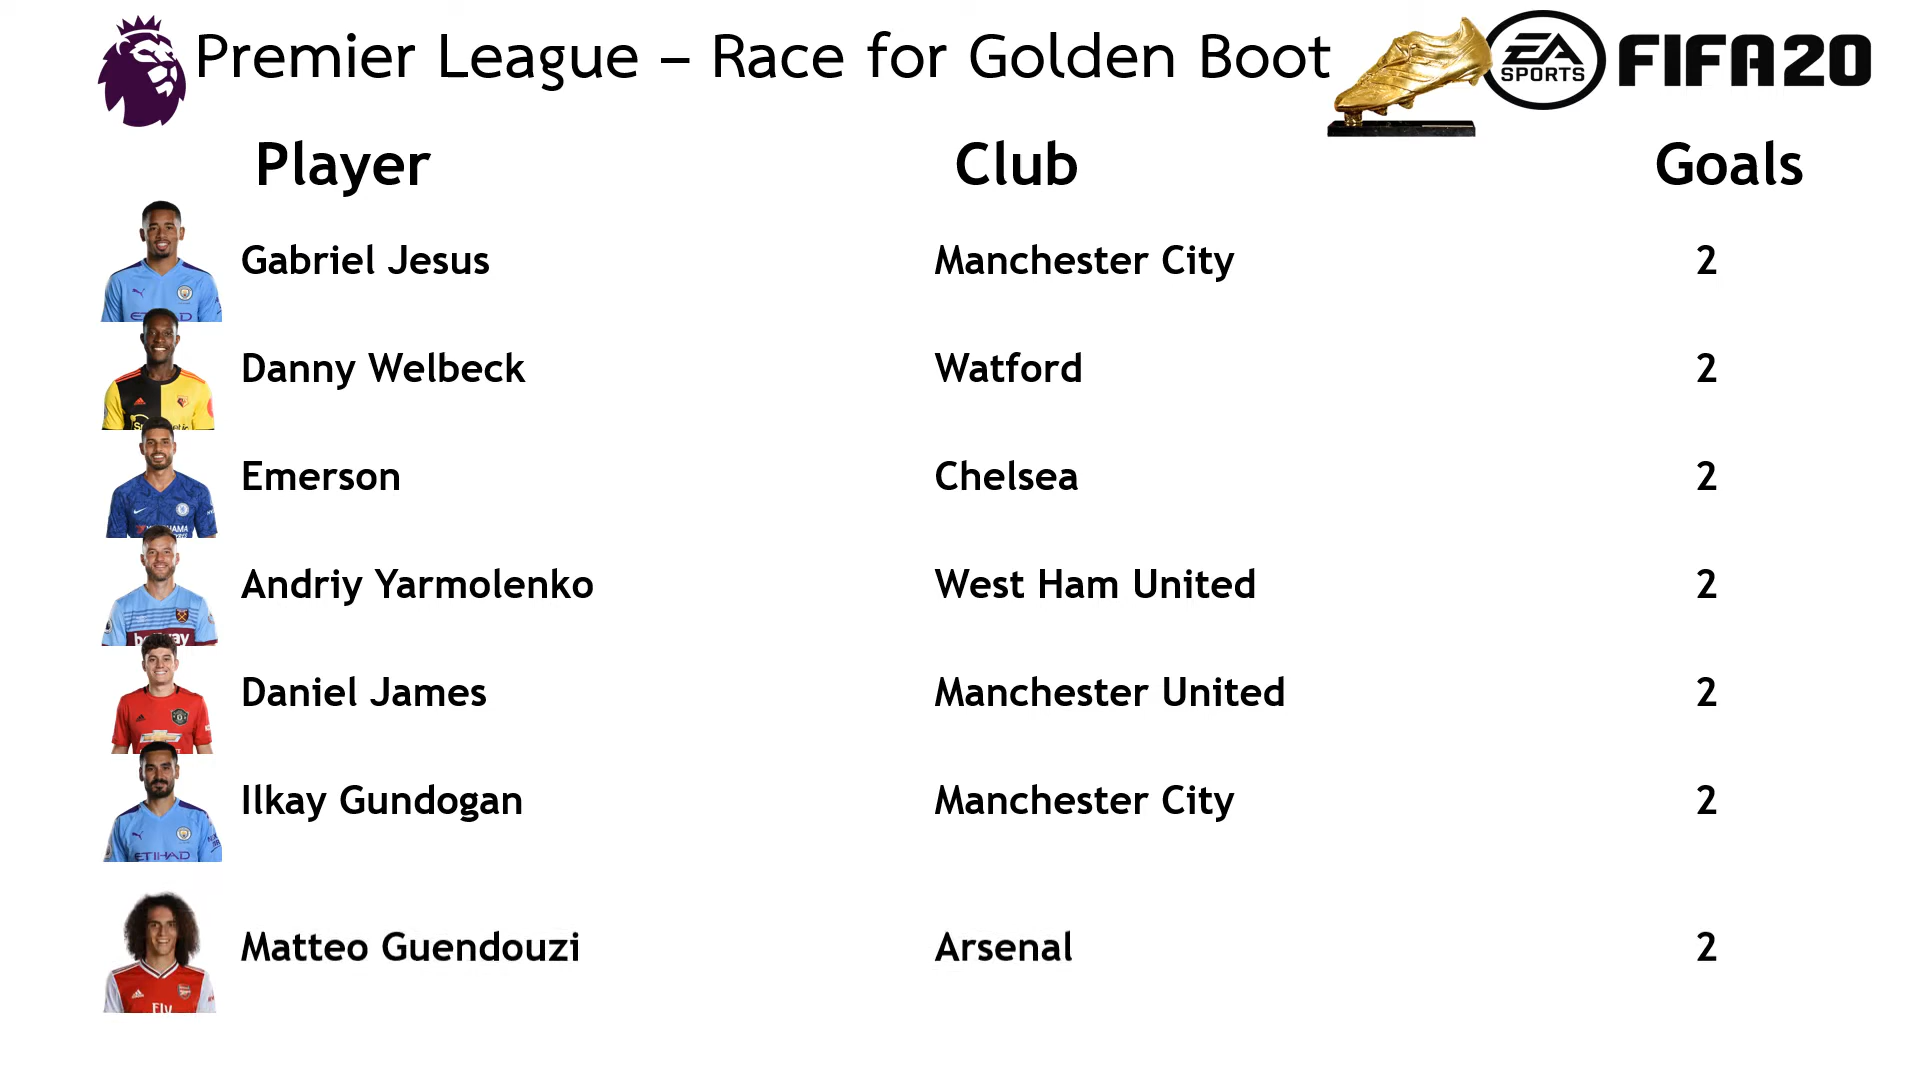 Premier League – Race for Golden Boot
EA SPORTS FIFA20
Player Club Goals
Gabriel Jesus Manchester City 2
Danny Welbeck Watford 2
Emerson Chelsea 2
Andriy Yarmolenko West Ham United 2
Daniel James Manchester United 2
Ilkay Gundogan Manchester City 2
ETIHAD
Matteo Guendouzi Arsenal 2